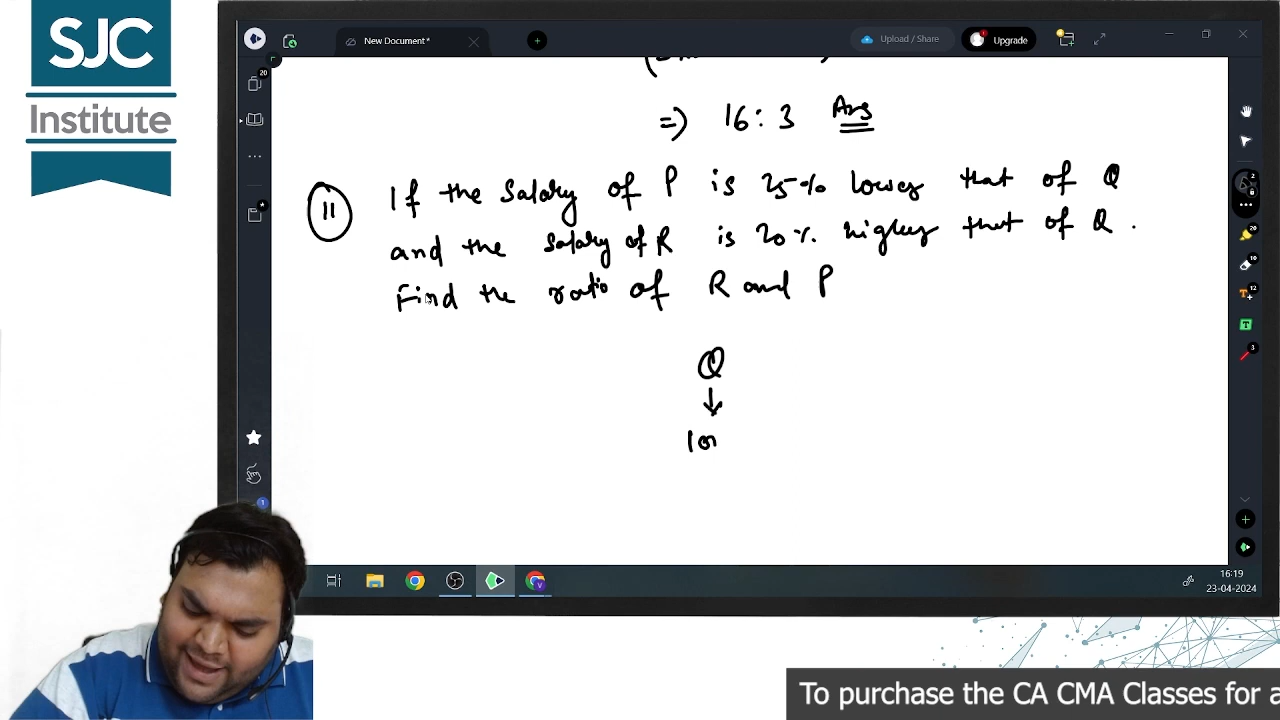 SJC
Institute
New Document*
Upload / Share
Upgrade
=) 16 : 3 Ans
11 If the Salary of P is 25% lower that of Q
and the salary of R is 20% higher that of Q.
Find the ratio of R and P
Q
↓
100
16:19
23-04-2024
To purchase the CA CMA Classes for a